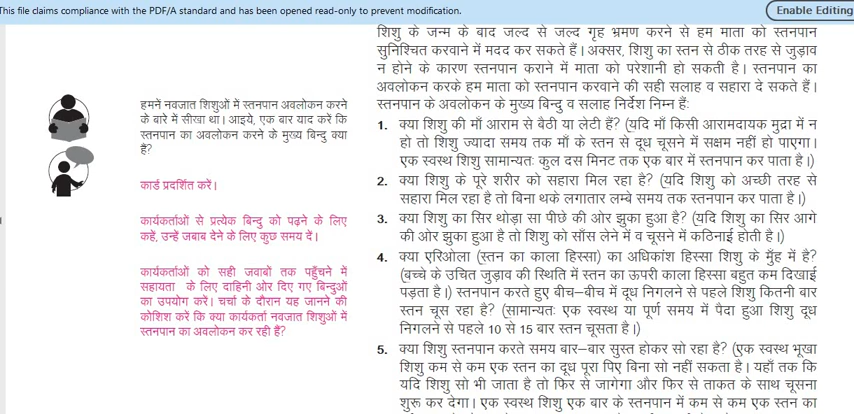 This file claims compliance with the PDF/A standard and has been opened read-only to prevent modification.
Enable Editing
हमनें नवजात शिशुओं में स्तनपान अवलोकन करने
के बारे में सीखा था। आइये, एक बार याद करें कि
स्तनपान का अवलोकन करने के मुख्य बिन्दु क्या
हैं?
कार्ड प्रदर्शित करें।
कार्यकर्ताओं से प्रत्येक बिन्दु को पढ़ने के लिए
कहें, उन्हें जबाब देने के लिए कुछ समय दें।
कार्यकर्ताओं को सही जवाबों तक पहुँचने में
सहायता के लिए दाहिनी ओर दिए गए बिन्दुओं
का उपयोग करें। चर्चा के दौरान यह जानने की
कोशिश करें कि क्या कार्यकर्ता नवजात शिशुओं में
स्तनपान का अवलोकन कर रही हैं?
शिशु के जन्म के बाद जल्द से जल्द गृह भ्रमण करने से हम माता को स्तनपान
सुनिश्चित करवाने में मदद कर सकते हैं। अक्सर, शिशु का स्तन से ठीक तरह से जुड़ाव
न होने के कारण स्तनपान कराने में माता को परेशानी हो सकती है। स्तनपान का
अवलोकन करके हम माता को स्तनपान करवाने की सही सलाह व सहारा दे सकते हैं।
स्तनपान के अवलोकन के मुख्य बिन्दु व सलाह निर्देश निम्न हैं:
1. क्या शिशु की माँ आराम से बैठी या लेटी हैं? (यदि माँ किसी आरामदायक मुद्रा में न
हो तो शिशु ज्यादा समय तक माँ के स्तन से दूध चूसने में सक्षम नहीं हो पाएगा।
एक स्वस्थ शिशु सामान्यतः कुल दस मिनट तक एक बार में स्तनपान कर पाता है।)
2. क्या शिशु के पूरे शरीर को सहारा मिल रहा है? (यदि शिशु को अच्छी तरह से
सहारा मिल रहा है तो बिना थके लगातार लम्बे समय तक स्तनपान कर पाता है।)
3. क्या शिशु का सिर थोड़ा सा पीछे की ओर झुका हुआ है? (यदि शिशु का सिर आगे
की ओर झुका हुआ है तो शिशु को साँस लेने में व चूसने में कठिनाई होती है।)
4. क्या एरिओला (स्तन का काला हिस्सा) का अधिकांश हिस्सा शिशु के मुँह में है?
(बच्चे के उचित जुड़ाव की स्थिति में स्तन का ऊपरी काला हिस्सा बहुत कम दिखाई
पड़ता है।) स्तनपान करते हुए बीच–बीच में दूध निगलने से पहले शिशु कितनी बार
स्तन चूस रहा है? (सामान्यतः एक स्वस्थ या पूर्ण समय में पैदा हुआ शिशु दूध
निगलने से पहले 10 से 15 बार स्तन चूसता है।)
5. क्या शिशु स्तनपान करते समय बार–बार सुस्त होकर सो रहा है? (एक स्वस्थ भूखा
शिशु कम से कम एक स्तन का दूध पूरा पिए बिना सो नहीं सकता है। यहाँ तक कि
यदि शिशु सो भी जाता है तो फिर से जागेगा और फिर से ताकत के साथ चूसना
शुरू कर देगा। एक स्वस्थ शिशु एक बार के स्तनपान में कम से कम एक स्तन का